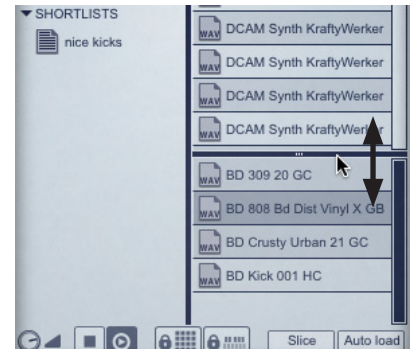 SHORTLISTS
nice kicks
DCAM Synth KraftyWerker
DCAM Synth KraftyWerker
DCAM Synth KraftyWerker
DCAM Synth KraftyWerker
BD 309 20 GC
BD 808 Bd Dist Vinyl X GB
BD Crusty Urban 21 GC
BD Kick 001 HC
WAV
WAV
WAV
WAV
WAV
WAV
WAV
WAV
Slice
Auto load